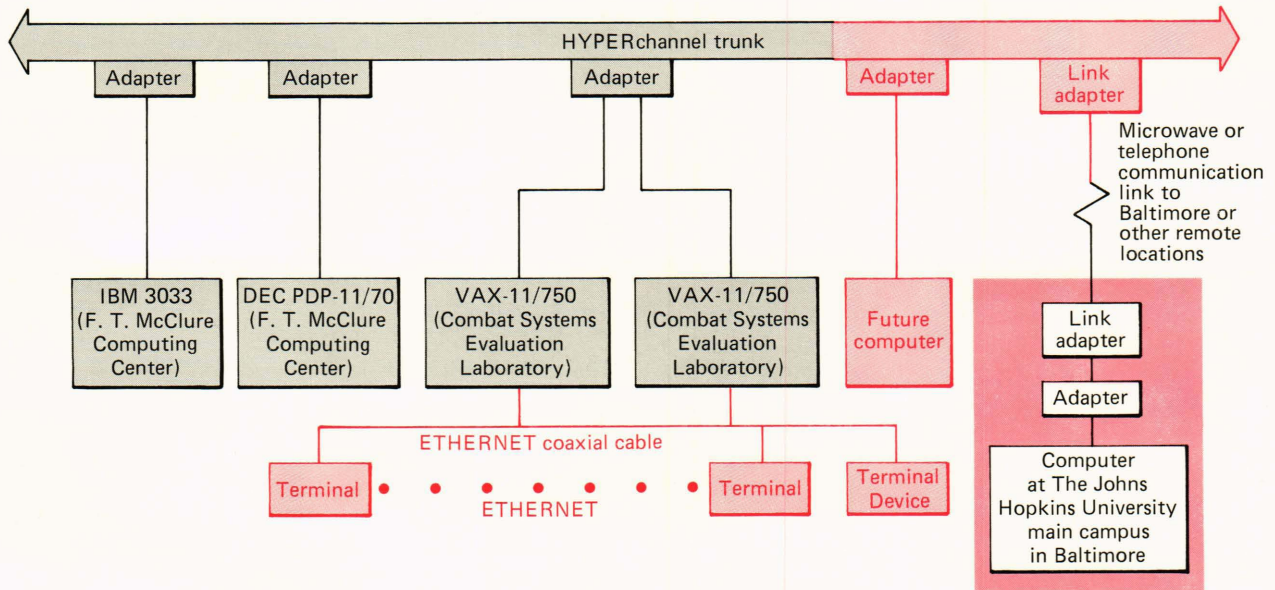 HYPERchannel trunk
Adapter
Adapter
Adapter
Adapter
Link
adapter
Microwave or
telephone
communication
link to
Baltimore or
other remote
locations
IBM 3033
(F. T. McClure
Computing
Center)
DEC PDP-11/70
(F. T. McClure
Computing
Center)
VAX-11/750
(Combat Systems
Evaluation
Laboratory)
VAX-11/750
(Combat Systems
Evaluation
Laboratory)
Future
computer
Link
adapter
Adapter
Computer
at The Johns
Hopkins University
main campus
in Baltimore
ETHERNET coaxial cable
Terminal
Terminal
Terminal
Device
ETHERNET